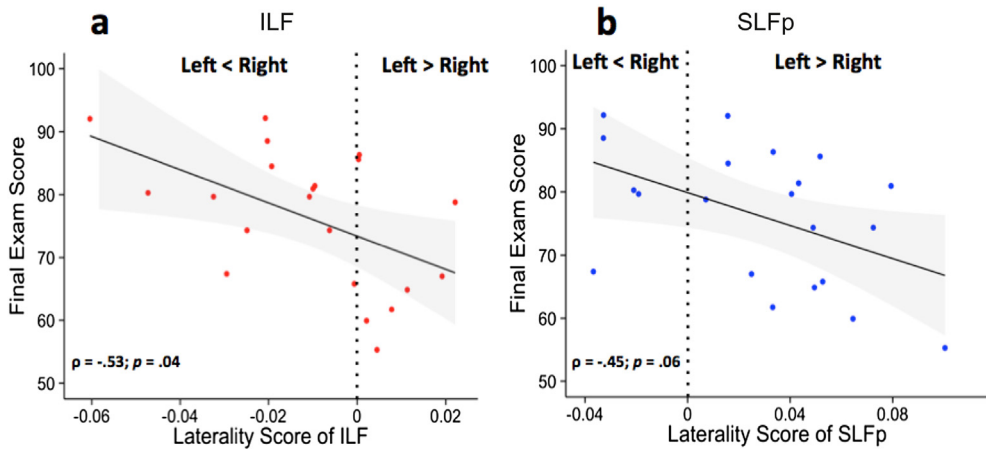 a
ILF
Left < Right
Left > Right
100
90
80
70
60
50
Final Exam Score
ρ = -.53; p = .04
-0.06 -0.04 -0.02 0 0.02
Laterality Score of ILF
b
SLFp
Left < Right
Left > Right
100
90
80
70
60
50
Final Exam Score
ρ = -.45; p = .06
-0.04 0 0.04 0.08
Laterality Score of SLFp